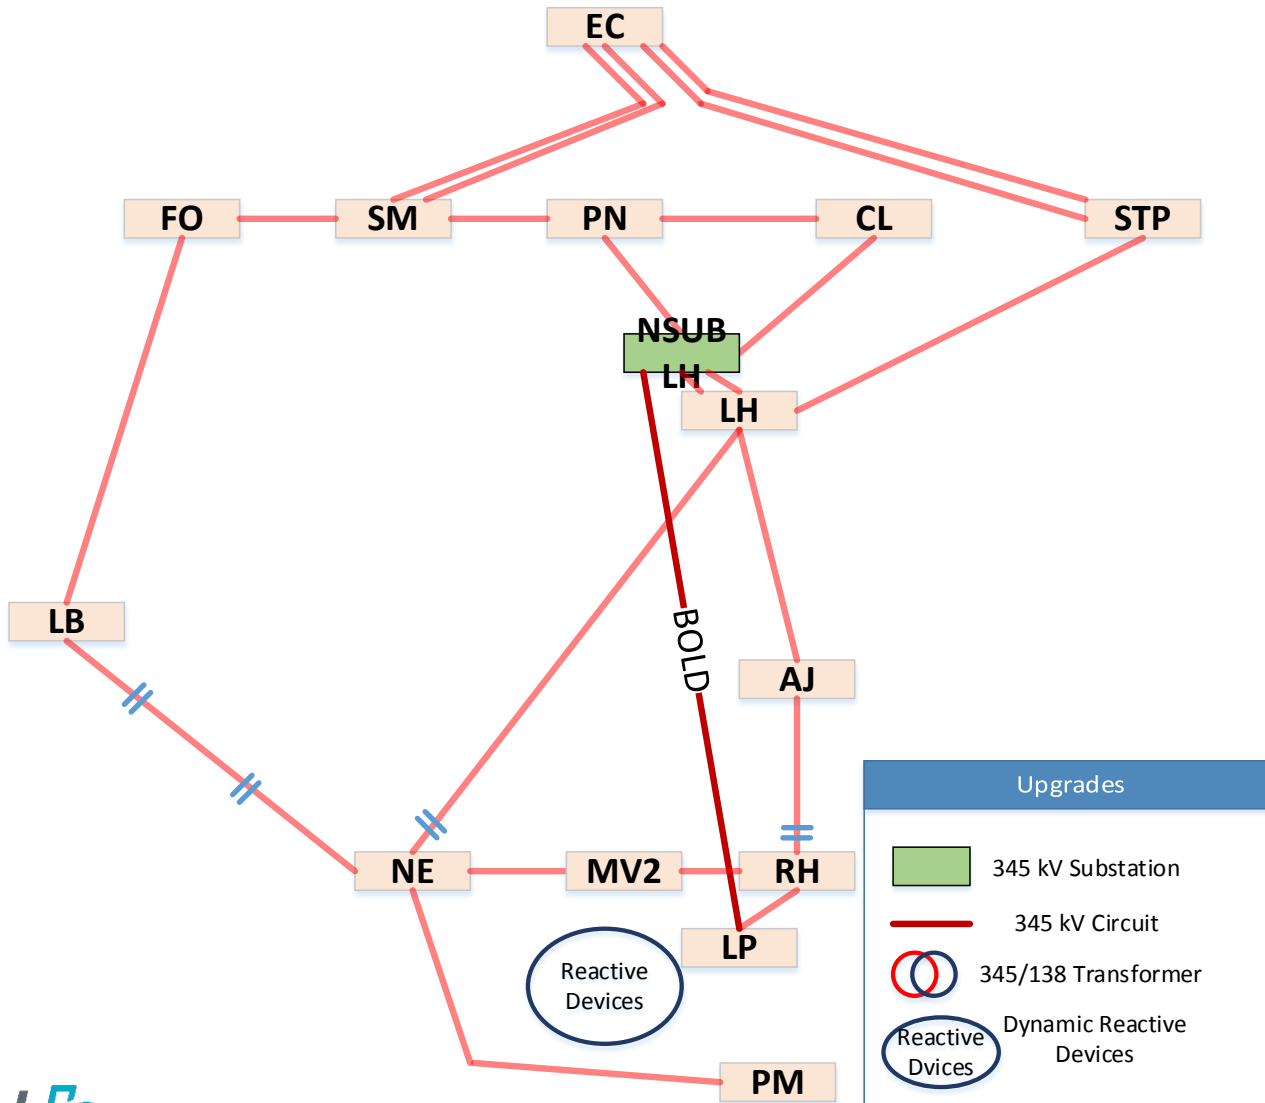 EC
FO
SM
PN
CL
STP
NSUB
LH
LH
LB
BOLD
AJ
NE
MV2
RH
LP
Reactive
Devices
PM
Upgrades
345 kV Substation
345 kV Circuit
345/138 Transformer
Reactive
Dvices
Dynamic Reactive
Devices